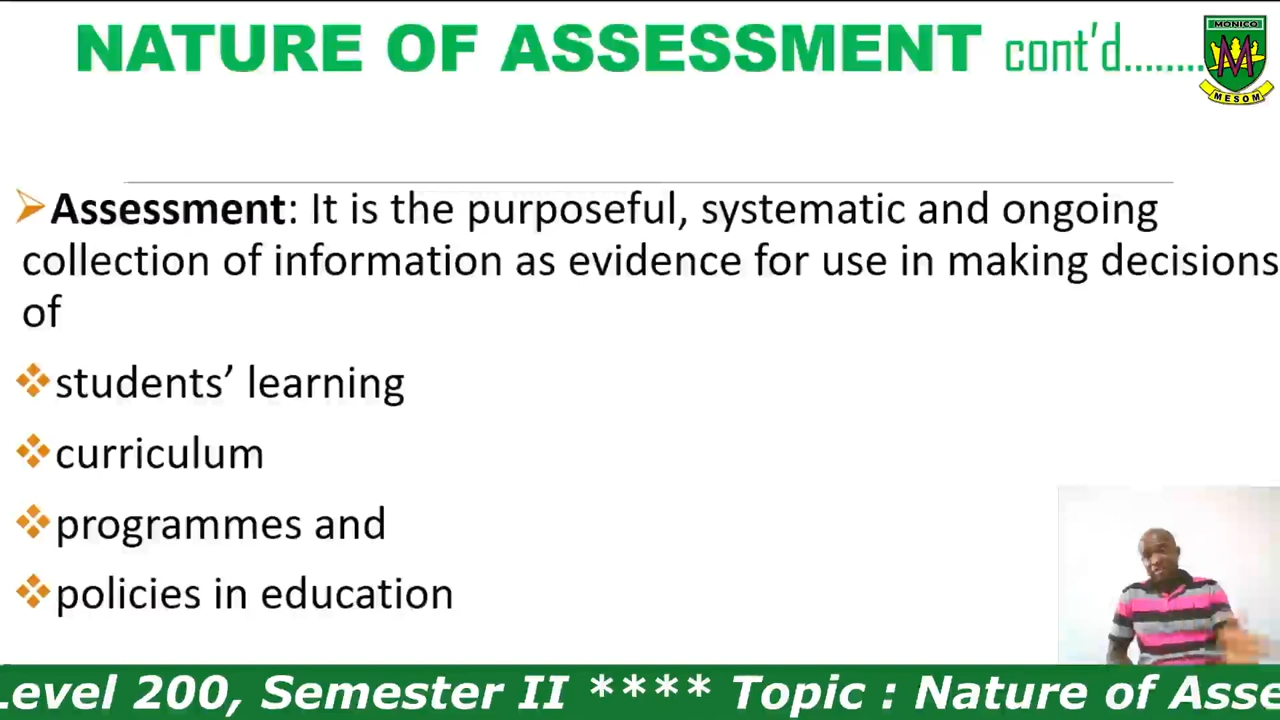 NATURE OF ASSESSMENT cont’d........
MONICO
M
MESOM
➢Assessment: It is the purposeful, systematic and ongoing
collection of information as evidence for use in making decisions
of
❖students’ learning
❖curriculum
❖programmes and
❖policies in education
Level 200, Semester II **** Topic : Nature of Asse